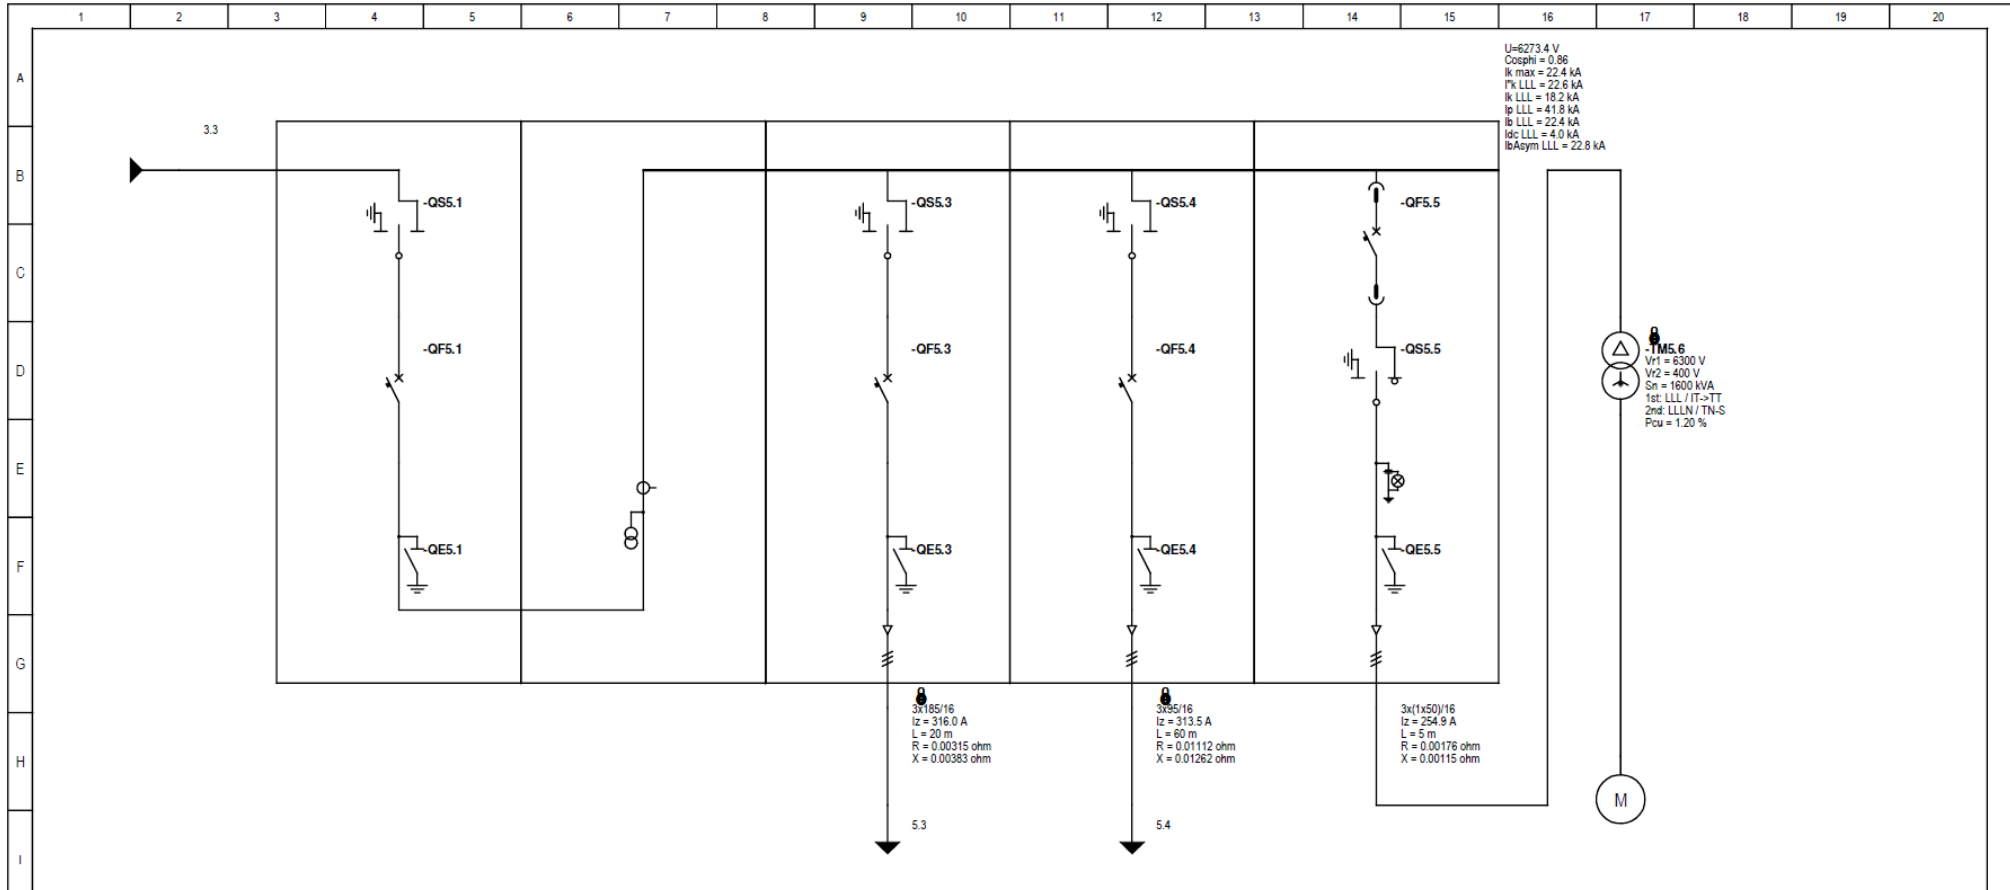 1 2 3 4 5 6 7 8 9 10 11 12 13 14 15 16 17 18 19 20
A
B
C
D
E
F
G
H
I
3.3
U=6273.4 V
Cosphi = 0.86
Ik max = 22.4 kA
I"k LLL = 22.6 kA
Ik LLL = 18.2 kA
Ip LLL = 41.8 kA
Ib LLL = 22.4 kA
Idc LLL = 4.0 kA
IbAsym LLL = 22.8 kA
-QS5.1
-QS5.3
-QS5.4
-QF5.5
-QF5.1
-QF5.3
-QF5.4
-QS5.5
-TM5.6
Vr1 = 6300 V
Vr2 = 400 V
Sn = 1600 kVA
1st: LLL / IT->TT
2nd: LLLN / TN-S
Pcu = 1.20 %
-QE5.1
-QE5.3
-QE5.4
-QE5.5
3x185/16
Iz = 316.0 A
L = 20 m
R = 0.00315 ohm
X = 0.00383 ohm
3x95/16
Iz = 313.5 A
L = 60 m
R = 0.01112 ohm
X = 0.01262 ohm
3x(1x50)/16
Iz = 254.9 A
L = 5 m
R = 0.00176 ohm
X = 0.00115 ohm
M
5.3
5.4